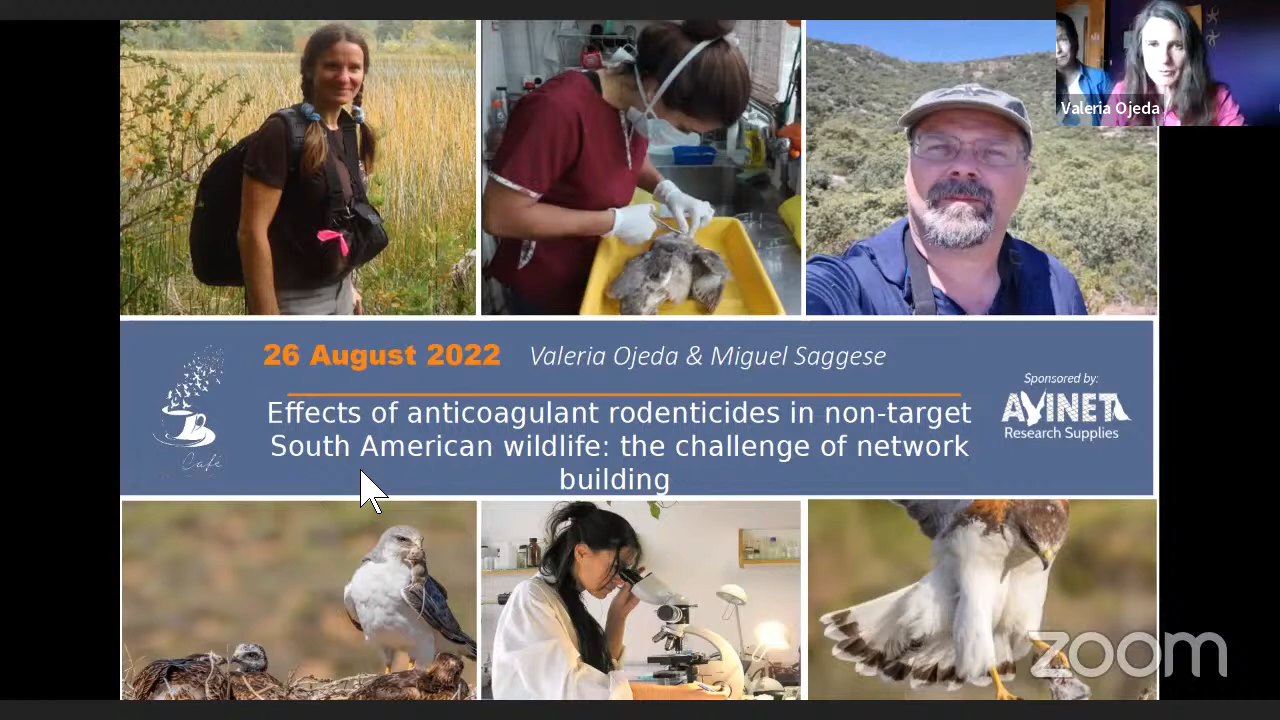 Valeria Ojeda
26 August 2022 Valeria Ojeda & Miguel Saggese
Sponsored by:
AVINET
Research Supplies
Effects of anticoagulant rodenticides in non-target
South American wildlife: the challenge of network
building
Café
zoom